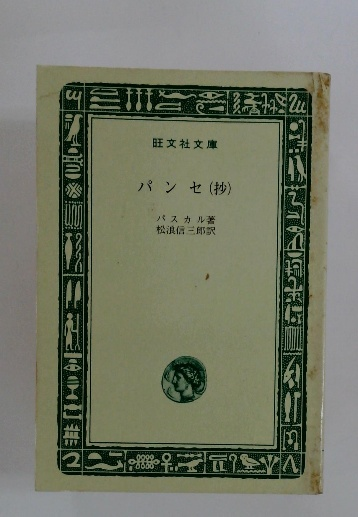 旺文社文庫
パンセ(抄)
パスカル著
松浪信三郎訳